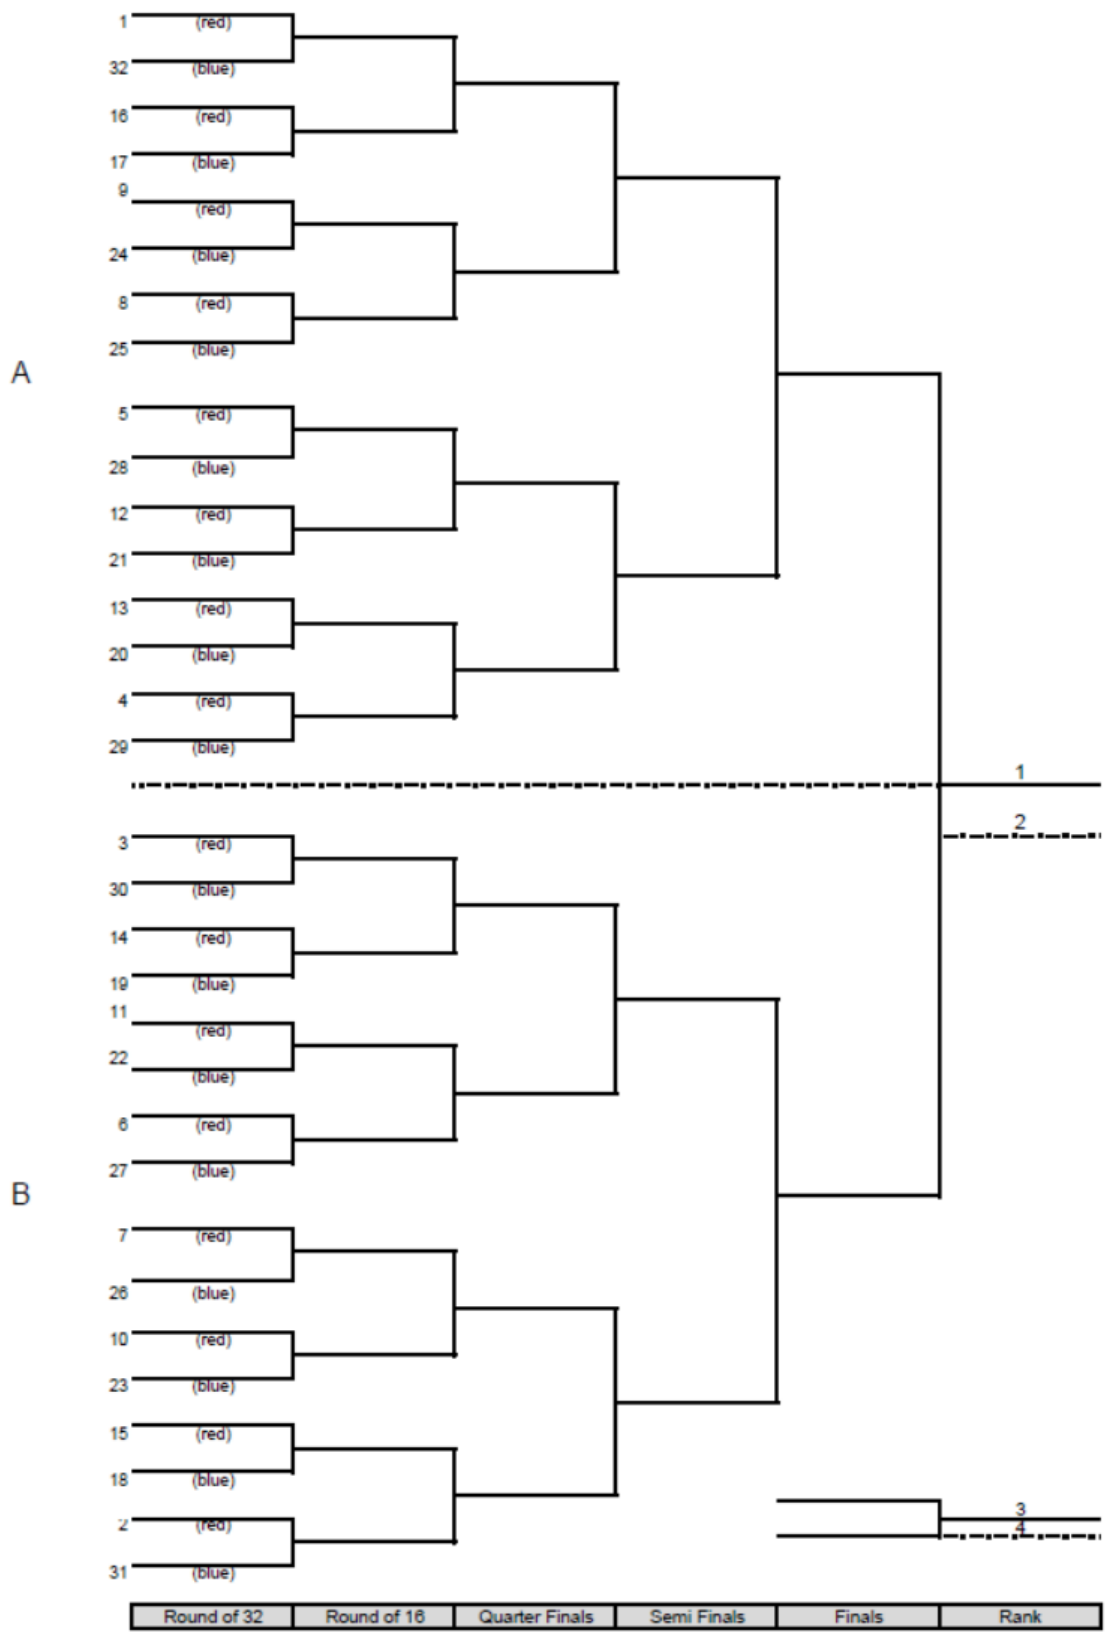 1 (red)
32 (blue)
16 (red)
17 (blue)
9 (red)
24 (blue)
8 (red)
25 (blue)
A
5 (red)
28 (blue)
12 (red)
21 (blue)
13 (red)
20 (blue)
4 (red)
29 (blue)
1
2
3 (red)
30 (blue)
14 (red)
19 (blue)
11 (red)
22 (blue)
6 (red)
27 (blue)
B
7 (red)
26 (blue)
10 (red)
23 (blue)
15 (red)
18 (blue)
3
2 (red)
4
31 (blue)
Round of 32 Round of 16 Quarter Finals Semi Finals Finals Rank